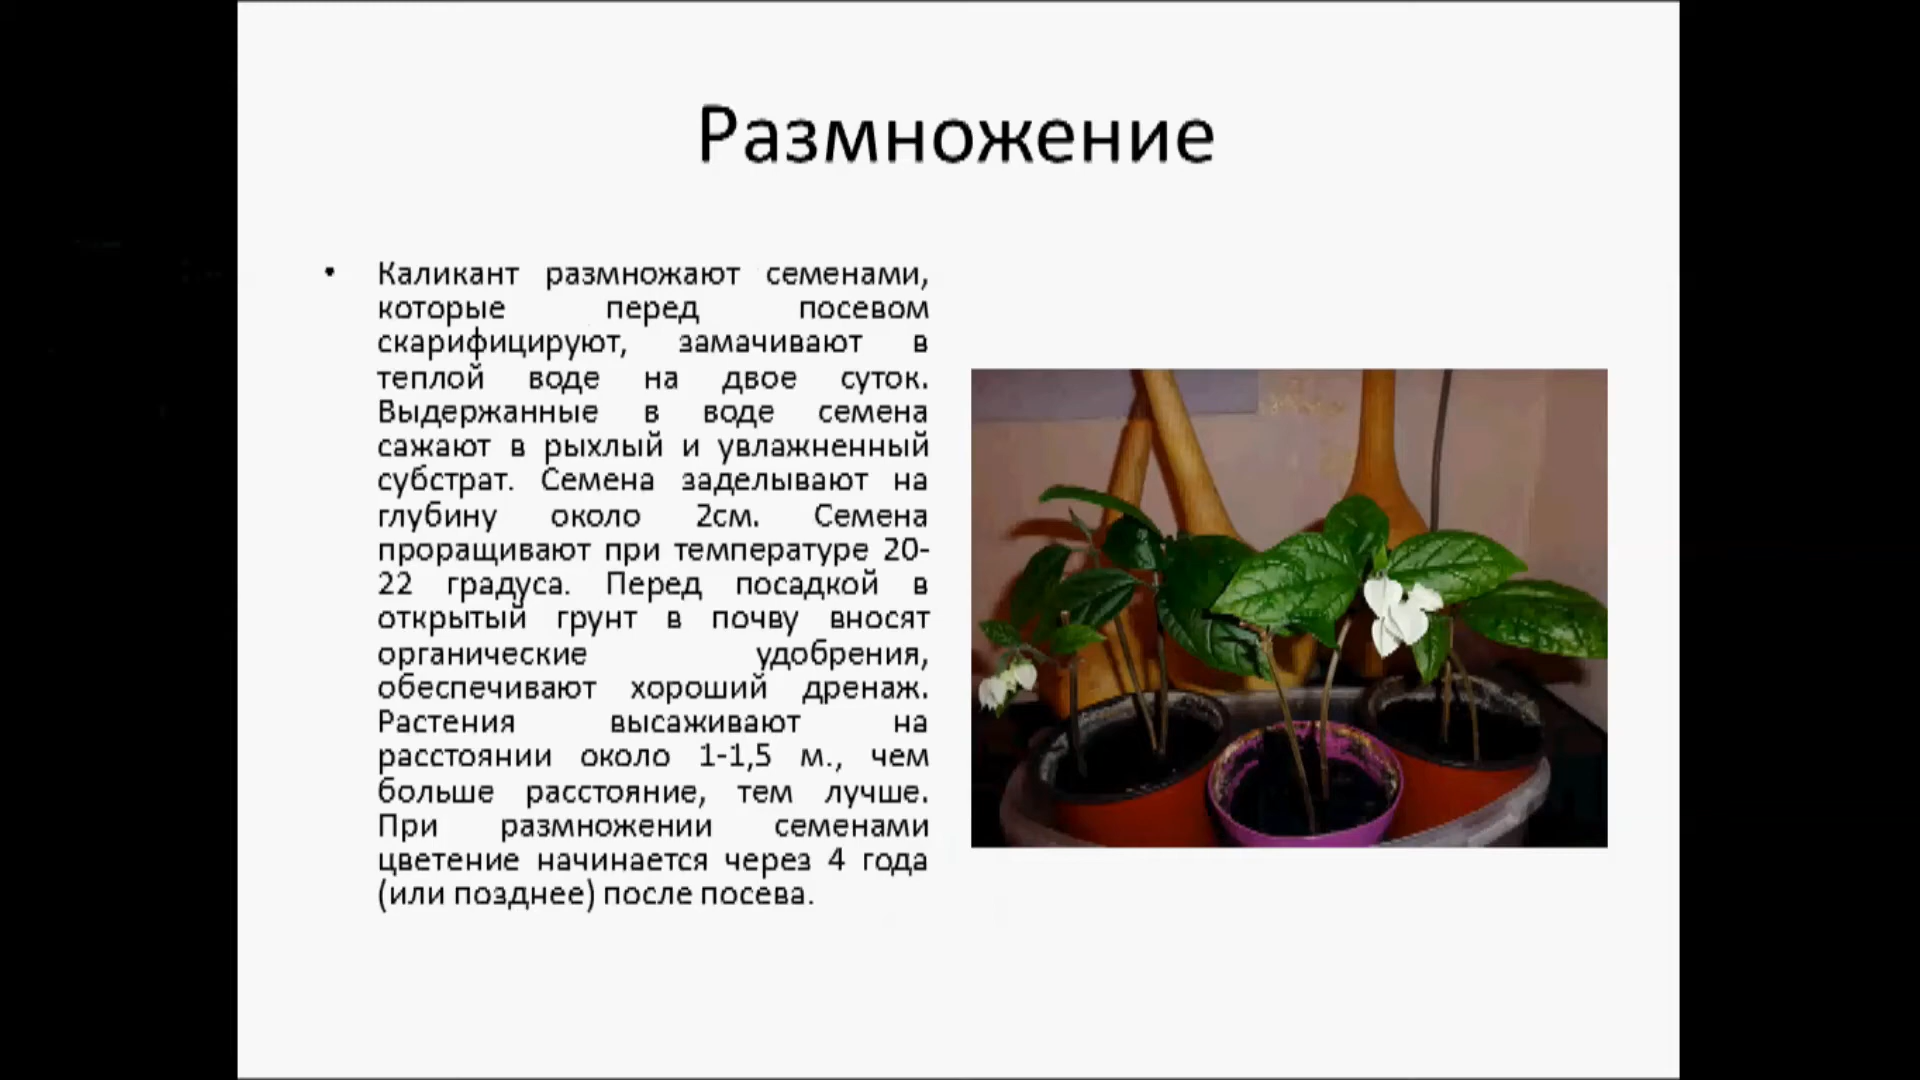 Размножение
• Каликант размножают семенами,
которые перед посевом
скарифицируют, замачивают в
теплой воде на двое суток.
Выдержанные в воде семена
сажают в рыхлый и увлажненный
субстрат. Семена заделывают на
глубину около 2см. Семена
проращивают при температуре 20-
22 градуса. Перед посадкой в
открытый грунт в почву вносят
органические удобрения,
обеспечивают хороший дренаж.
Растения высаживают на
расстоянии около 1-1,5 м., чем
больше расстояние, тем лучше.
При размножении семенами
цветение начинается через 4 года
(или позднее) после посева.